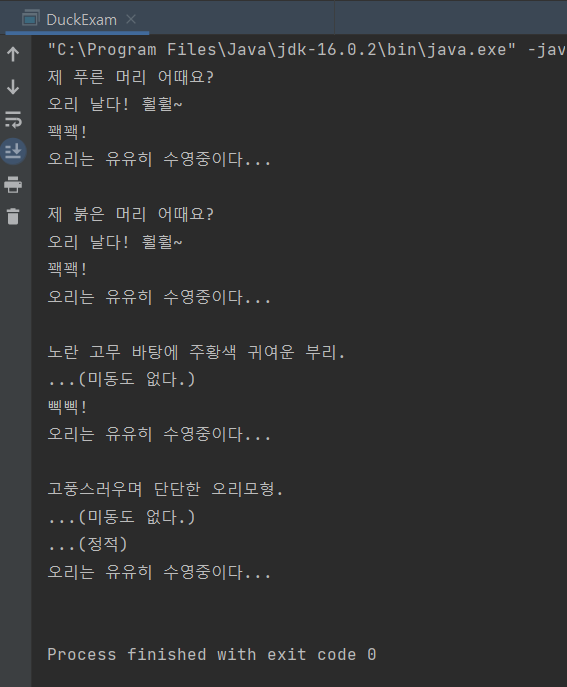 DuckExam
"C:\Program Files\Java\jdk-16.0.2\bin\java.exe" -jav
제 푸른 머리 어때요?
오리 날다! 훨훨~
꽥꽥!
오리는 유유히 수영중이다...
제 붉은 머리 어때요?
오리 날다! 훨훨~
꽥꽥!
오리는 유유히 수영중이다...
노란 고무 바탕에 주황색 귀여운 부리.
...(미동도 없다.)
삑삑!
오리는 유유히 수영중이다...
고풍스러우며 단단한 오리모형.
...(미동도 없다.)
...(정적)
오리는 유유히 수영중이다...
Process finished with exit code 0